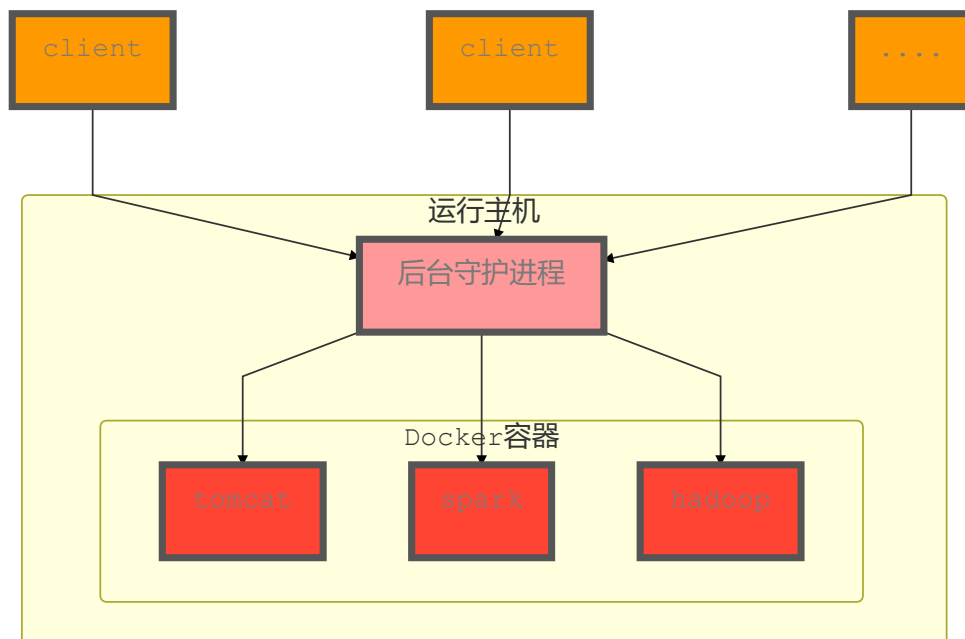 client
client
....
运行主机
后台守护进程
Docker容器
tomcat
spark
hadoop